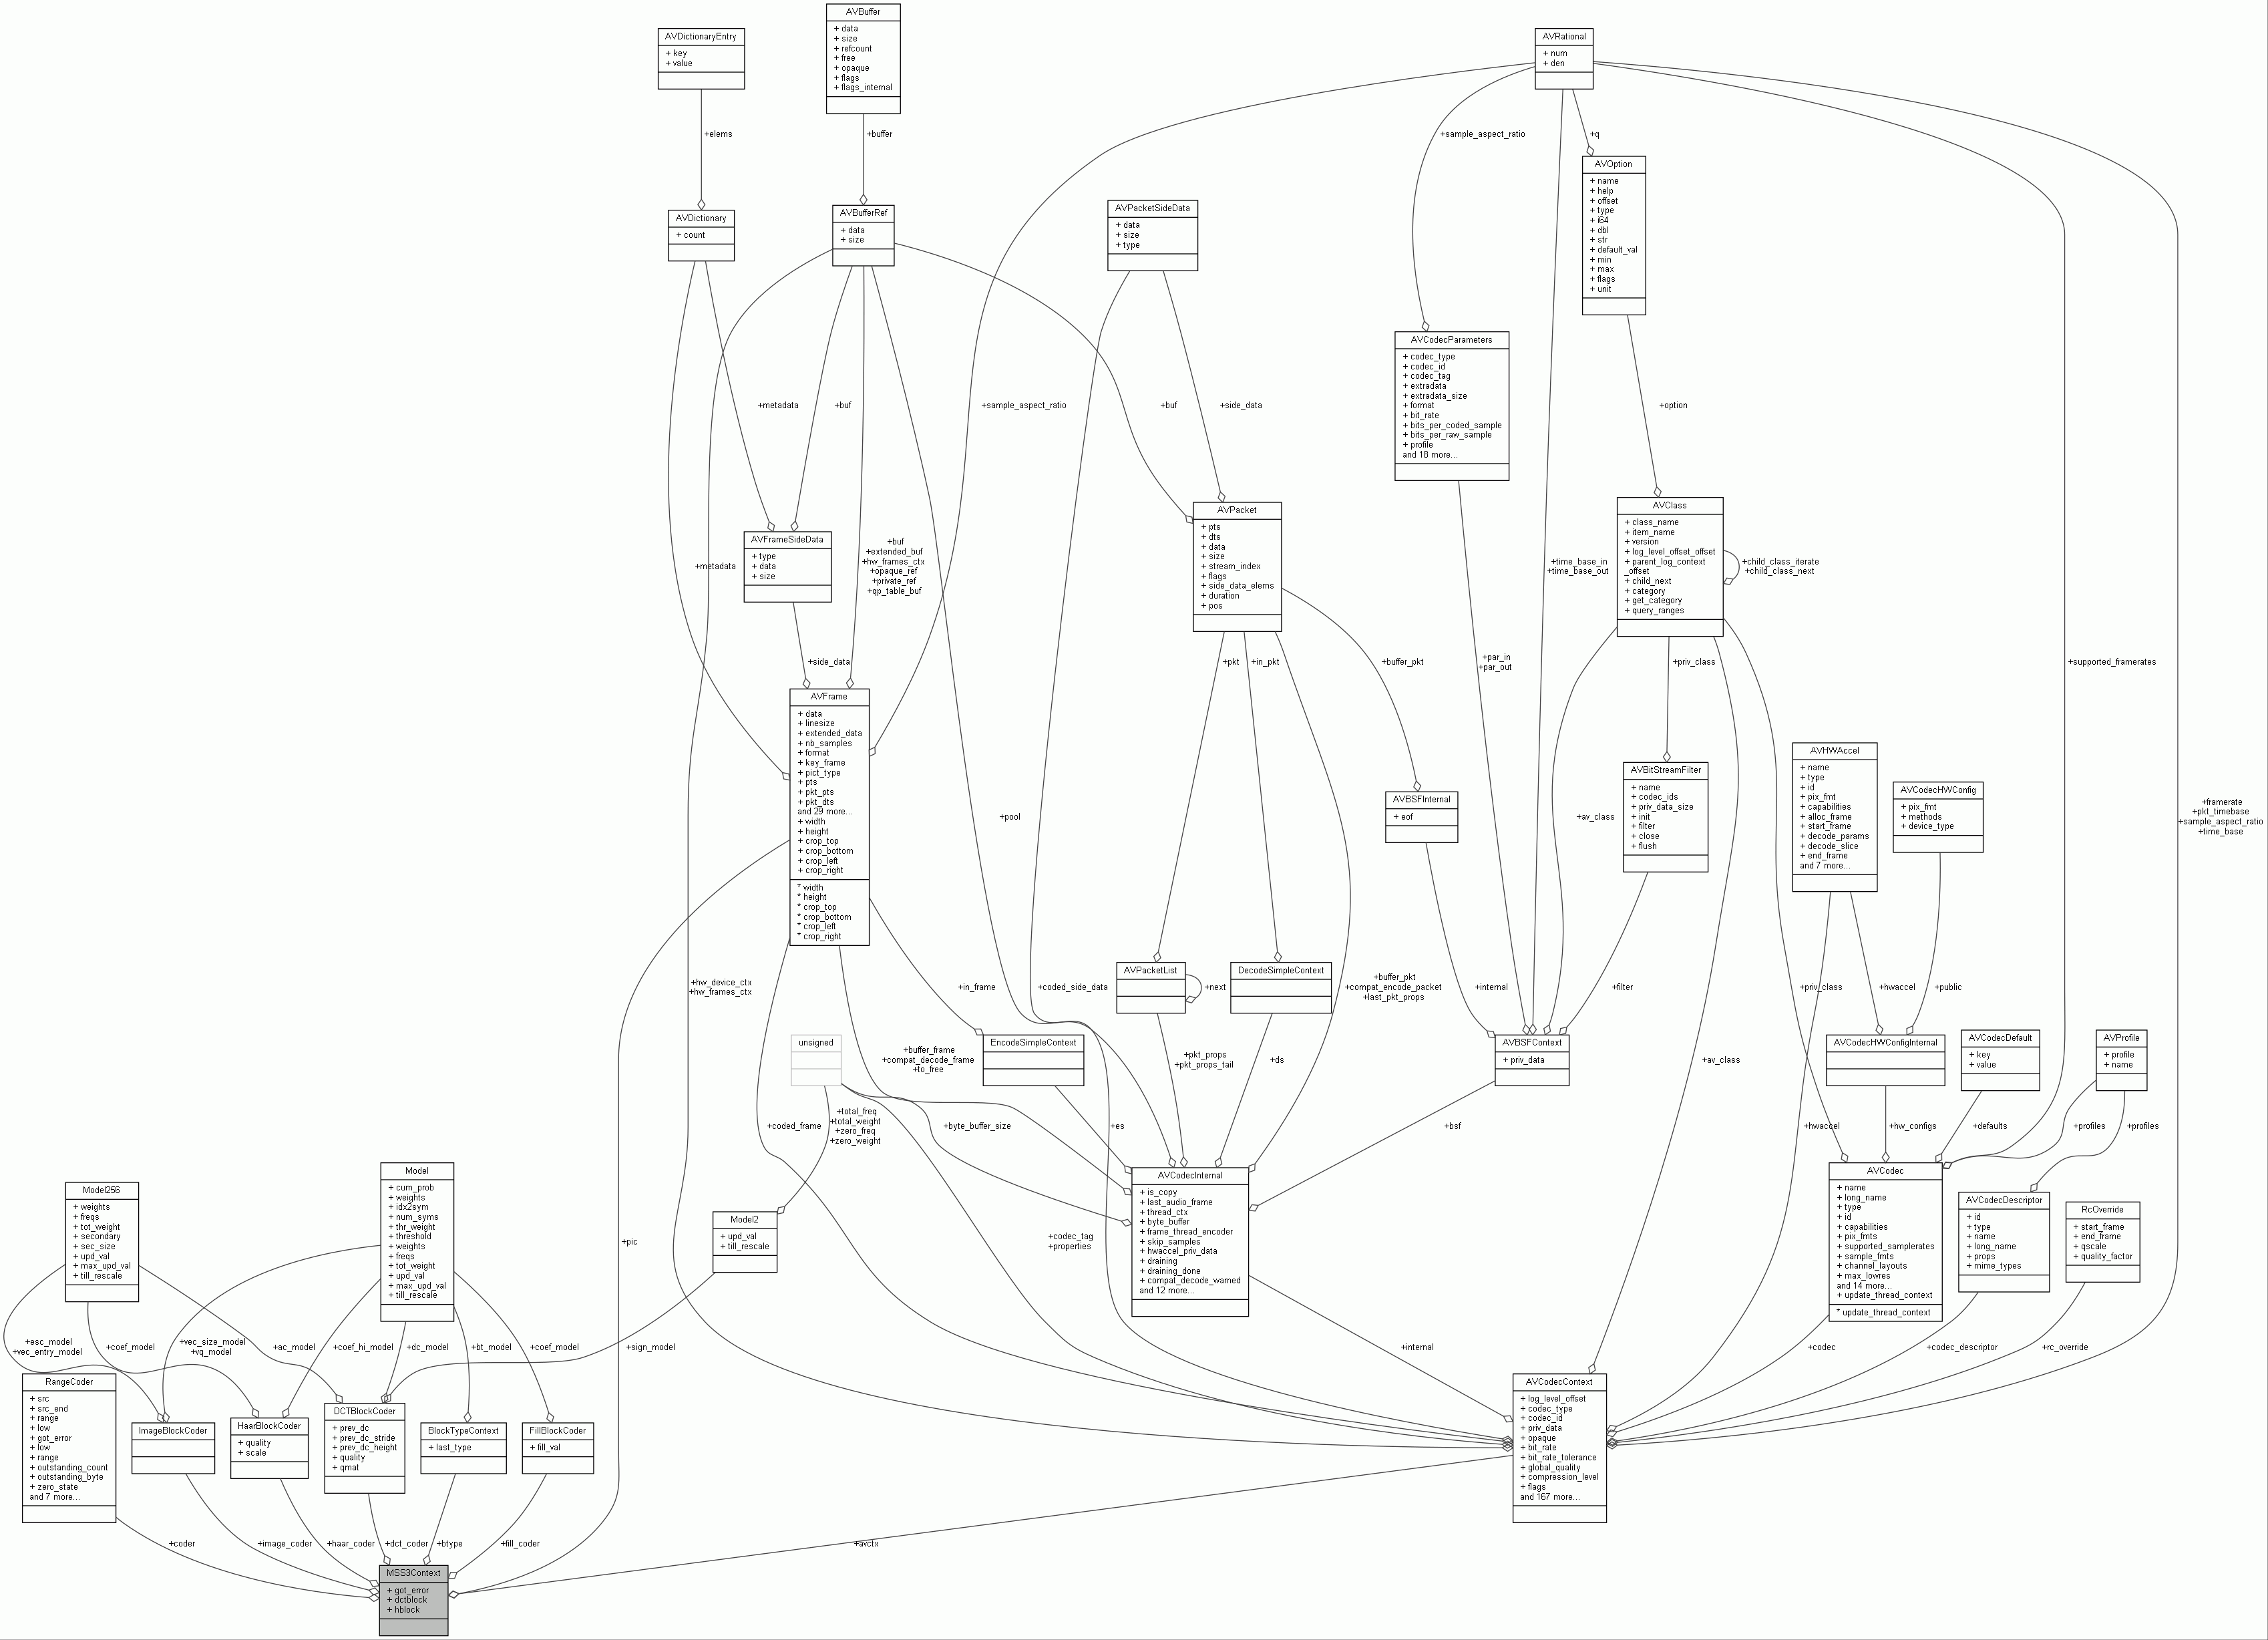 AVBuffer
+ data
+ size
+ refcount
+ free
+ opaque
+ flags
+ flags_internal
AVDictionaryEntry
+ key
+ value
AVRational
+ num
+ den
+elems
+buffer
+sample_aspect_ratio
+q
AVOption
+ name
+ help
+ offset
+ type
+ i64
+ dbl
+ str
+ default_val
+ min
+ max
+ flags
+ unit
AVDictionary
+ count
AVBufferRef
+ data
+ size
AVPacketSideData
+ data
+ size
+ type
AVCodecParameters
+ codec_type
+ codec_id
+ codec_tag
+ extradata
+ extradata_size
+ format
+ bit_rate
+ bits_per_coded_sample
+ bits_per_raw_sample
+ profile
and 18 more...
+metadata
+buf
+sample_aspect_ratio
+buf
+side_data
+option
AVClass
+ class_name
+ item_name
+ version
+ log_level_offset_offset
+ parent_log_context
_offset
+ child_next
+ category
+ get_category
+ query_ranges
+child_class_iterate
+child_class_next
AVPacket
+ pts
+ dts
+ data
+ size
+ stream_index
+ flags
+ side_data_elems
+ duration
+ pos
AVFrameSideData
+ type
+ data
+ size
+metadata
+buf
+extended_buf
+hw_frames_ctx
+opaque_ref
+private_ref
+qp_table_buf
+time_base_in
+time_base_out
+side_data
+pkt
+in_pkt
+buffer_pkt
+par_in
+par_out
+priv_class
+supported_framerates
AVFrame
+ data
+ linesize
+ extended_data
+ nb_samples
+ format
+ key_frame
+ pict_type
+ pts
+ pkt_pts
+ pkt_dts
and 29 more...
+ width
+ height
+ crop_top
+ crop_bottom
+ crop_left
+ crop_right
* width
* height
* crop_top
* crop_bottom
* crop_left
* crop_right
+pool
AVBSFInternal
+ eof
+av_class
AVBitStreamFilter
+ name
+ codec_ids
+ priv_data_size
+ init
+ filter
+ close
+ flush
AVHWAccel
+ name
+ type
+ id
+ pix_fmt
+ capabilities
+ alloc_frame
+ start_frame
+ decode_params
+ decode_slice
+ end_frame
and 7 more...
AVCodecHWConfig
+ pix_fmt
+ methods
+ device_type
+framerate
+pkt_timebase
+sample_aspect_ratio
+time_base
+hw_device_ctx
+hw_frames_ctx
+in_frame
+coded_side_data
AVPacketList
+next
DecodeSimpleContext
+buffer_pkt
+compat_encode_packet
+last_pkt_props
+internal
+filter
+priv_class
+hwaccel
+public
unsigned
+buffer_frame
+compat_decode_frame
+to_free
EncodeSimpleContext
+pkt_props
+pkt_props_tail
+ds
AVBSFContext
+ priv_data
+av_class
AVCodecHWConfigInternal
AVCodecDefault
+ key
+ value
AVProfile
+ profile
+ name
+coded_frame
+total_freq
+total_weight
+zero_freq
+zero_weight
+byte_buffer_size
+es
+bsf
+hwaccel
+hw_configs
+defaults
+profiles
+profiles
Model256
+ weights
+ freqs
+ tot_weight
+ secondary
+ sec_size
+ upd_val
+ max_upd_val
+ till_rescale
Model
+ cum_prob
+ weights
+ idx2sym
+ num_syms
+ thr_weight
+ threshold
+ weights
+ freqs
+ tot_weight
+ upd_val
+ max_upd_val
+ till_rescale
+pic
Model2
+ upd_val
+ till_rescale
+codec_tag
+properties
AVCodecInternal
+ is_copy
+ last_audio_frame
+ thread_ctx
+ byte_buffer
+ frame_thread_encoder
+ skip_samples
+ hwaccel_priv_data
+ draining
+ draining_done
+ compat_decode_warned
and 12 more...
AVCodec
+ name
+ long_name
+ type
+ id
+ capabilities
+ pix_fmts
+ supported_samplerates
+ sample_fmts
+ channel_layouts
+ max_lowres
and 14 more...
+ update_thread_context
* update_thread_context
AVCodecDescriptor
+ id
+ type
+ name
+ long_name
+ props
+ mime_types
RcOverride
+ start_frame
+ end_frame
+ qscale
+ quality_factor
+esc_model
+vec_entry_model
+coef_model
+vec_size_model
+vq_model
+ac_model
+coef_hi_model
+dc_model
+bt_model
+coef_model
+sign_model
+internal
+codec
+codec_descriptor
+rc_override
RangeCoder
+ src
+ src_end
+ range
+ low
+ got_error
+ low
+ range
+ outstanding_count
+ outstanding_byte
+ zero_state
and 7 more...
ImageBlockCoder
HaarBlockCoder
+ quality
+ scale
DCTBlockCoder
+ prev_dc
+ prev_dc_stride
+ prev_dc_height
+ quality
+ qmat
BlockTypeContext
+ last_type
FillBlockCoder
+ fill_val
AVCodecContext
+ log_level_offset
+ codec_type
+ codec_id
+ priv_data
+ opaque
+ bit_rate
+ bit_rate_tolerance
+ global_quality
+ compression_level
+ flags
and 167 more...
+coder
+image_coder
+haar_coder
+dct_coder
+btype
+fill_coder
+avctx
MSS3Context
+ got_error
+ dctblock
+ hblock